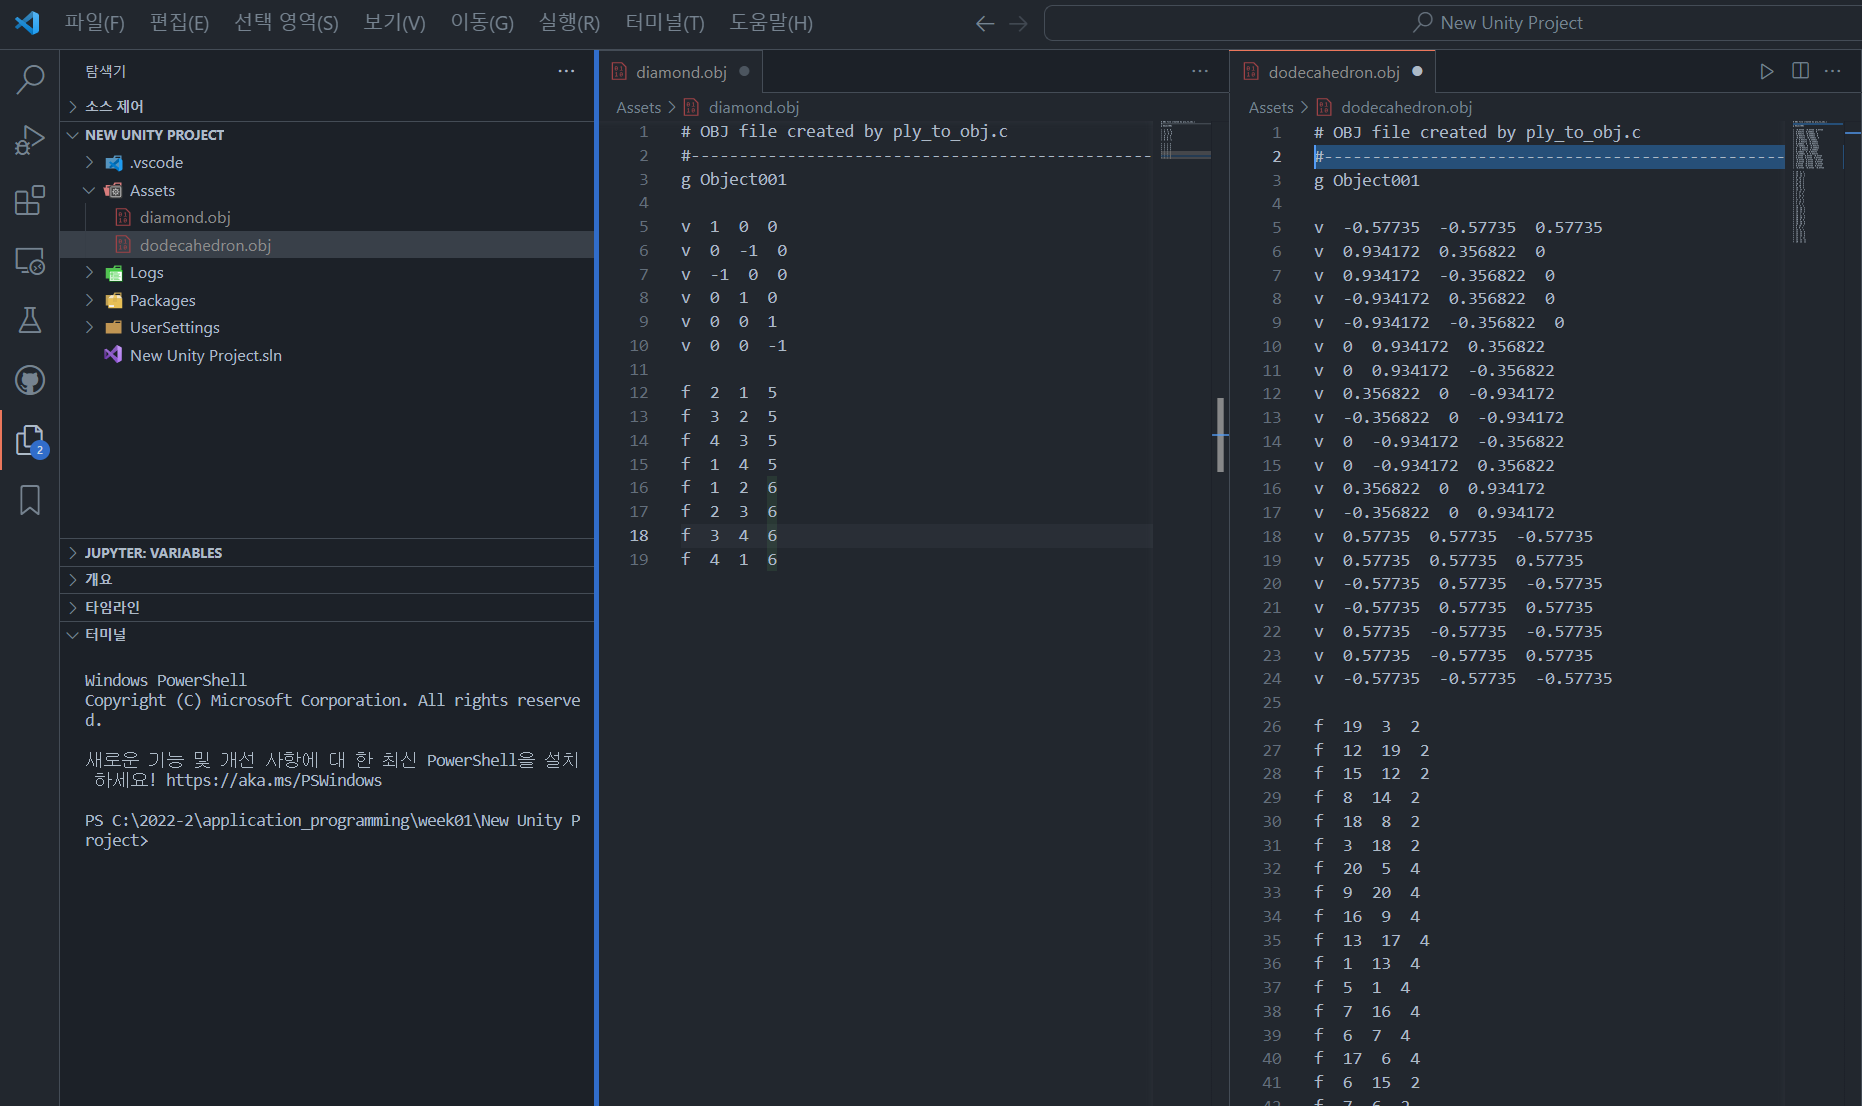 파일(F) 편집(E) 선택 영역(S) 보기(V) 이동(G) 실행(R) 터미널(T) 도움말(H) New Unity Project
탐색기
소스 제어
NEW UNITY PROJECT
.vscode
Assets
diamond.obj
dodecahedron.obj
Logs
Packages
UserSettings
New Unity Project.sln
2
JUPYTER: VARIABLES
개요
타임라인
터미널
Windows PowerShell
Copyright (C) Microsoft Corporation. All rights reserve
d.
새로운 기능 및 개선 사항에 대 한 최신 PowerShell을 설치
하세요! https://aka.ms/PSWindows
PS C:\2022-2\application_programming\week01\New Unity P
roject>
diamond.obj
Assets > diamond.obj
1 # OBJ file created by ply_to_obj.c
2 #------------------------------------------------
3 g Object001
4
5 v  1  0  0
6 v  0  -1  0
7 v  -1  0  0
8 v  0  1  0
9 v  0  0  1
10 v  0  0  -1
11
12 f  2  1  5
13 f  3  2  5
14 f  4  3  5
15 f  1  4  5
16 f  1  2  6
17 f  2  3  6
18 f  3  4  6
19 f  4  1  6
dodecahedron.obj
Assets > dodecahedron.obj
1 # OBJ file created by ply_to_obj.c
2 #------------------------------------------------
3 g Object001
4
5 v  -0.57735  -0.57735  0.57735
6 v  0.934172  0.356822  0
7 v  0.934172  -0.356822  0
8 v  -0.934172  0.356822  0
9 v  -0.934172  -0.356822  0
10 v  0  0.934172  0.356822
11 v  0  0.934172  -0.356822
12 v  0.356822  0  -0.934172
13 v  -0.356822  0  -0.934172
14 v  0  -0.934172  -0.356822
15 v  0  -0.934172  0.356822
16 v  0.356822  0  0.934172
17 v  -0.356822  0  0.934172
18 v  0.57735  0.57735  -0.57735
19 v  0.57735  0.57735  0.57735
20 v  -0.57735  0.57735  -0.57735
21 v  -0.57735  0.57735  0.57735
22 v  0.57735  -0.57735  -0.57735
23 v  0.57735  -0.57735  0.57735
24 v  -0.57735  -0.57735  -0.57735
25
26 f  19  3  2
27 f  12  19  2
28 f  15  12  2
29 f  8  14  2
30 f  18  8  2
31 f  3  18  2
32 f  20  5  4
33 f  9  20  4
34 f  16  9  4
35 f  13  17  4
36 f  1  13  4
37 f  5  1  4
38 f  7  16  4
39 f  6  7  4
40 f  17  6  4
41 f  6  15  2
42 f  7  6  2